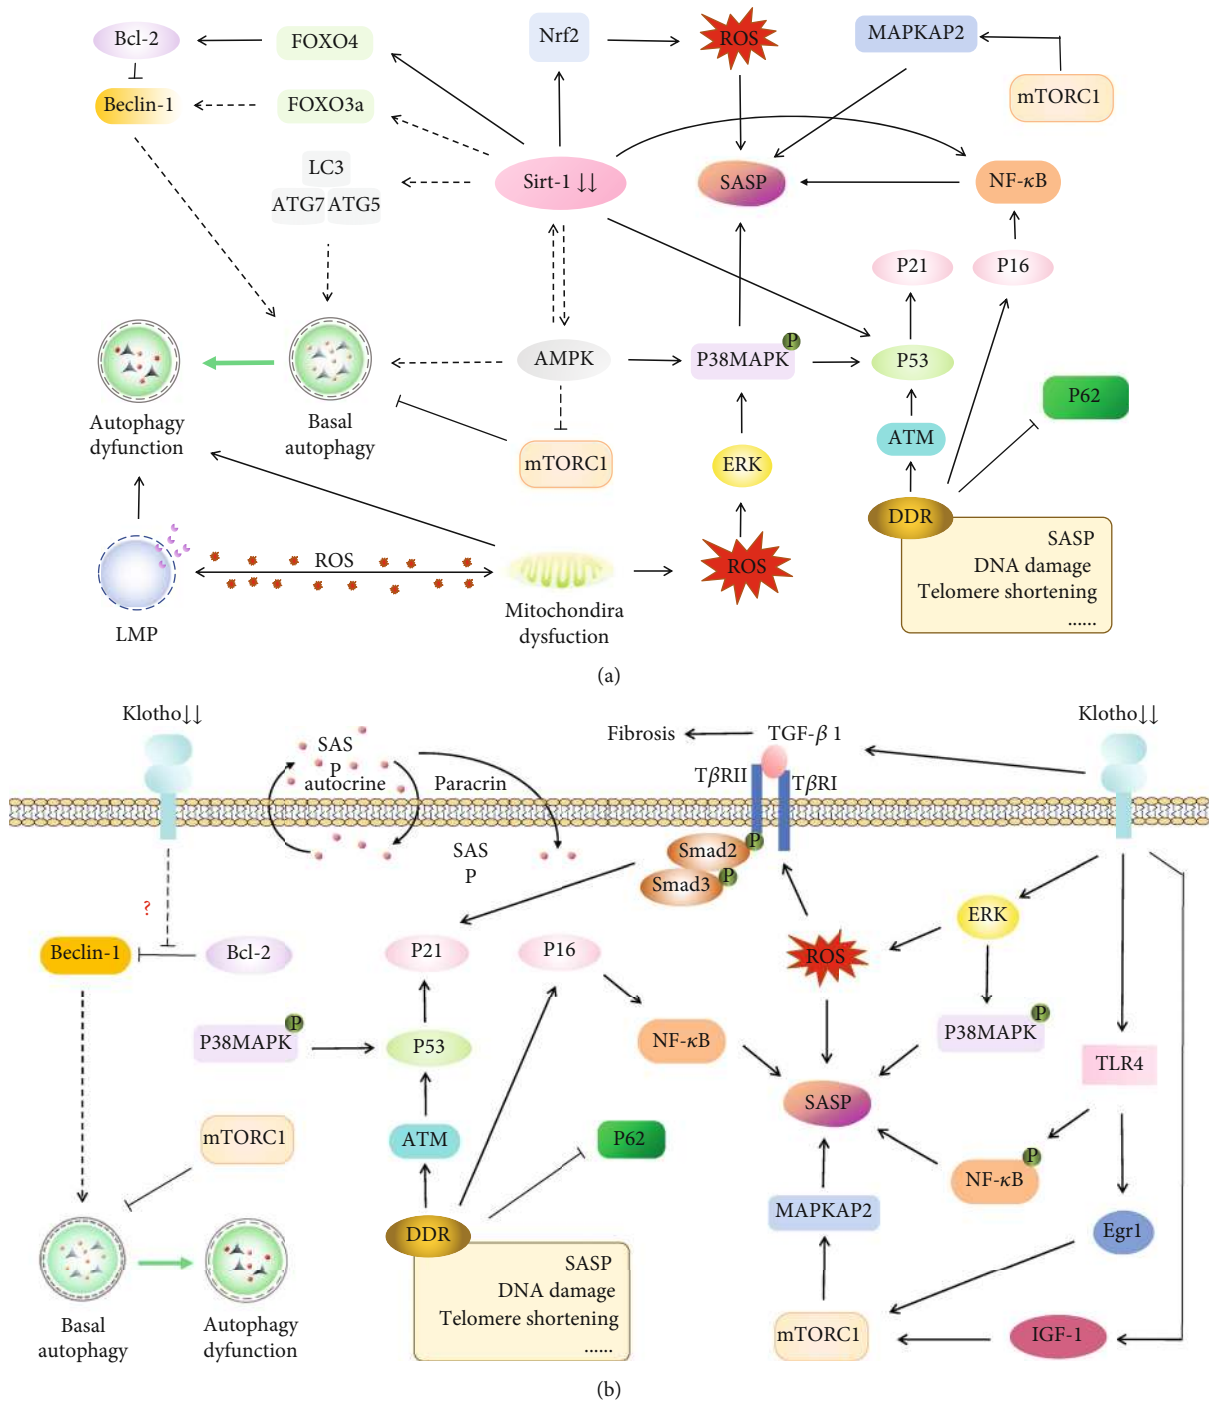 Bcl-2
FOXO4
Nrf2
ROS
MAPKAP2
Beclin-1
FOXO3a
mTORC1
LC3
ATG7 ATG5
Sirt-1 ↓↓
SASP
NF-κB
P21
P16
P
AMPK
P38MAPK
P53
P62
Autophagy
dyfunction
Basal
autophagy
mTORC1
ERK
ATM
DDR
SASP
DNA damage
Telomere shortening
......
ROS
ROS
LMP
Mitochondira
dysfuction
(a)
Klotho↓↓
SAS
P
autocrine
Paracrin
Fibrosis
TGF-β 1
Klotho↓↓
TβRII
TβRI
SAS
P
Smad2
P
Smad3
P
?
ERK
Beclin-1
Bcl-2
P21
P16
ROS
P38MAPK
P
P53
NF-κB
P38MAPK
P
TLR4
SASP
mTORC1
ATM
P62
NF-κB
P
MAPKAP2
Egr1
DDR
SASP
DNA damage
Telomere shortening
......
Basal
autophagy
Autophagy
dyfunction
mTORC1
IGF-1
(b)